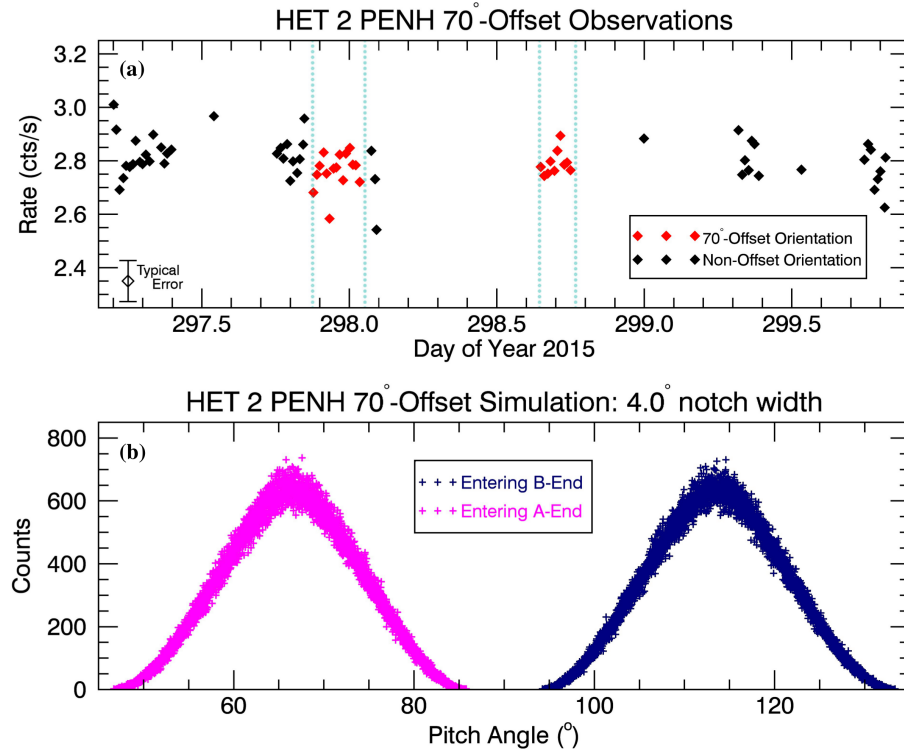 HET 2 PENH 70°-Offset Observations
(a)
3.2
3.0
2.8
2.6
2.4
Rate (cts/s)
Typical
Error
70°-Offset Orientation
Non-Offset Orientation
297.5 298.0 298.5 299.0 299.5
Day of Year 2015
HET 2 PENH 70°-Offset Simulation: 4.0° notch width
(b)
800
600
400
200
0
Counts
Entering B-End
Entering A-End
60 80 100 120
Pitch Angle (°)